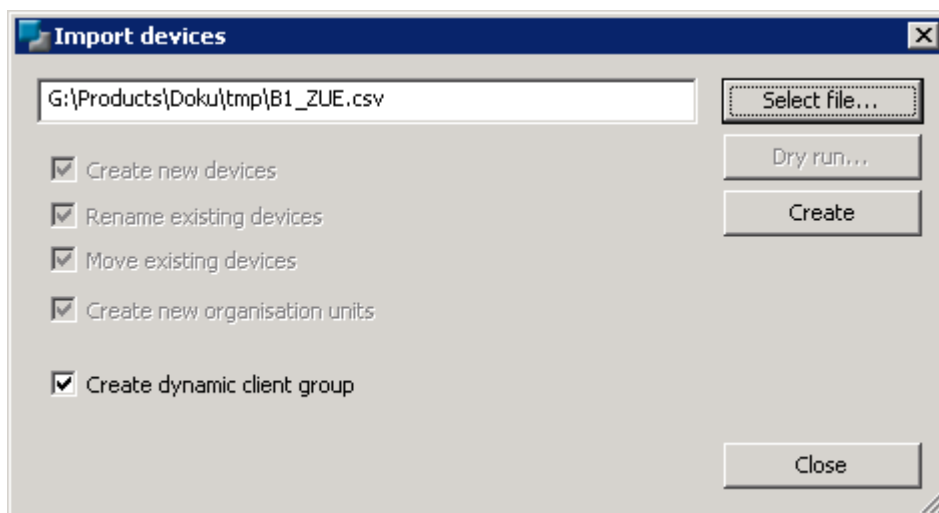 Import devices
G:\Products\Doku\tmp\B1_ZUE.csv
Select file...
Create new devices
Dry run...
Rename existing devices
Create
Move existing devices
Create new organisation units
Create dynamic client group
Close